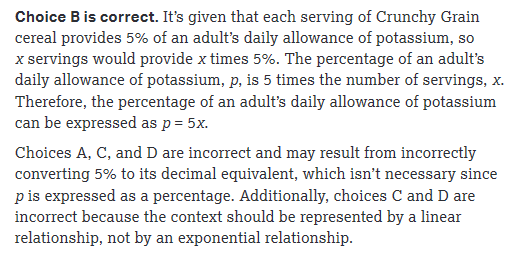 Choice B is correct. It’s given that each serving of Crunchy Grain
cereal provides 5% of an adult’s daily allowance of potassium, so
x servings would provide x times 5%. The percentage of an adult’s
daily allowance of potassium, p, is 5 times the number of servings, x.
Therefore, the percentage of an adult’s daily allowance of potassium
can be expressed as p = 5x.
Choices A, C, and D are incorrect and may result from incorrectly
converting 5% to its decimal equivalent, which isn’t necessary since
p is expressed as a percentage. Additionally, choices C and D are
incorrect because the context should be represented by a linear
relationship, not by an exponential relationship.